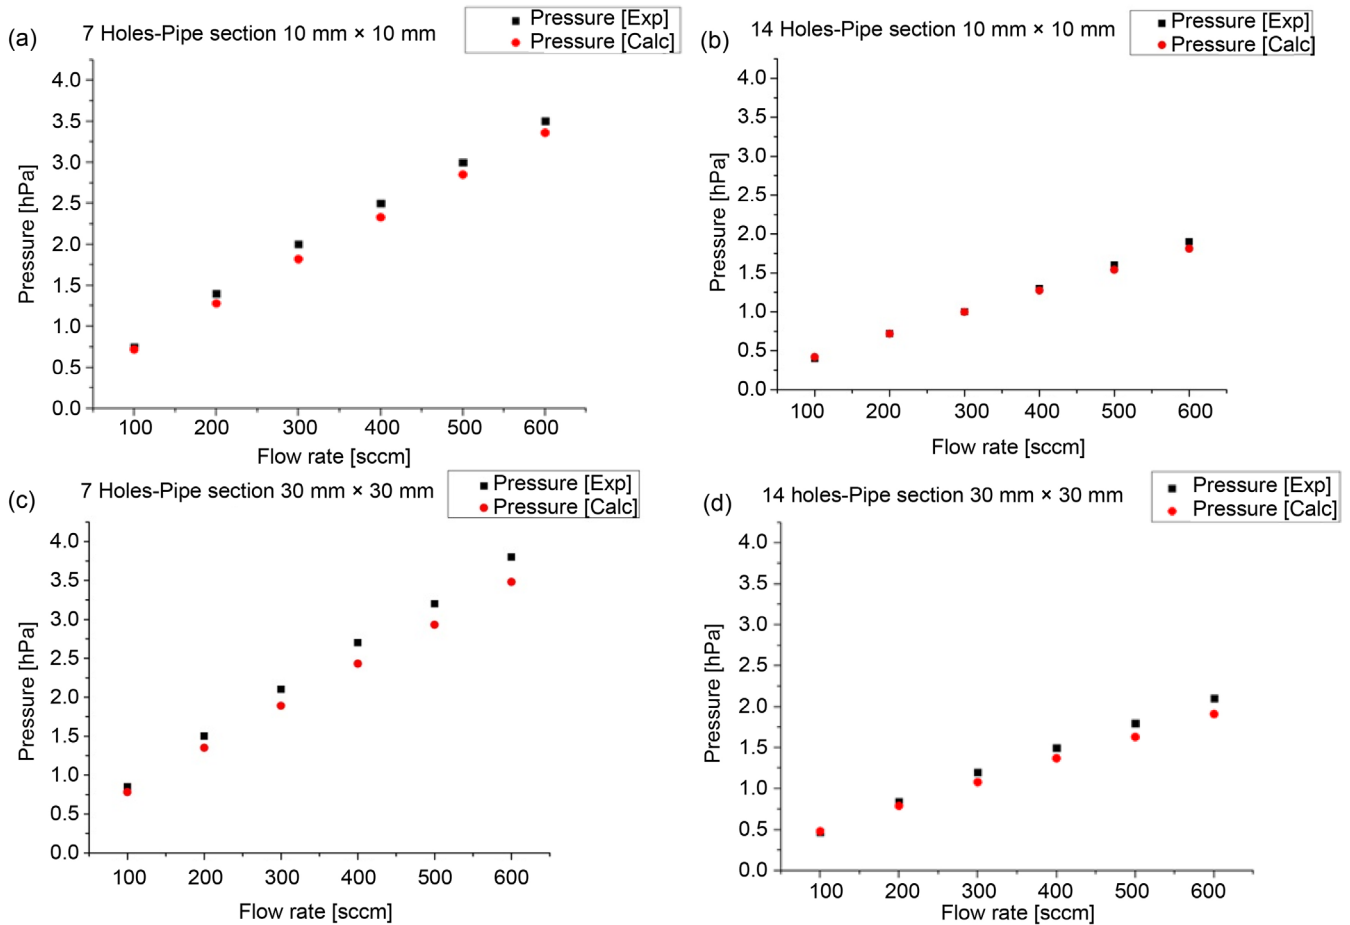 (a)
7 Holes-Pipe section 10 mm × 10 mm
Pressure [Exp]
Pressure [Calc]
4.0
3.5
3.0
2.5
2.0
1.5
1.0
0.5
0.0
Pressure [hPa]
100 200 300 400 500 600
Flow rate [sccm]
(b)
14 Holes-Pipe section 10 mm × 10 mm
Pressure [Exp]
Pressure [Calc]
4.0
3.5
3.0
2.5
2.0
1.5
1.0
0.5
0.0
Pressure [hPa]
100 200 300 400 500 600
Flow rate [sccm]
(c)
7 Holes-Pipe section 30 mm × 30 mm
Pressure [Exp]
Pressure [Calc]
4.0
3.5
3.0
2.5
2.0
1.5
1.0
0.5
0.0
Pressure [hPa]
100 200 300 400 500 600
Flow rate [sccm]
(d)
14 holes-Pipe section 30 mm × 30 mm
Pressure [Exp]
Pressure [Calc]
4.0
3.5
3.0
2.5
2.0
1.5
1.0
0.5
0.0
Pressure [hPa]
100 200 300 400 500 600
Flow rate [sccm]